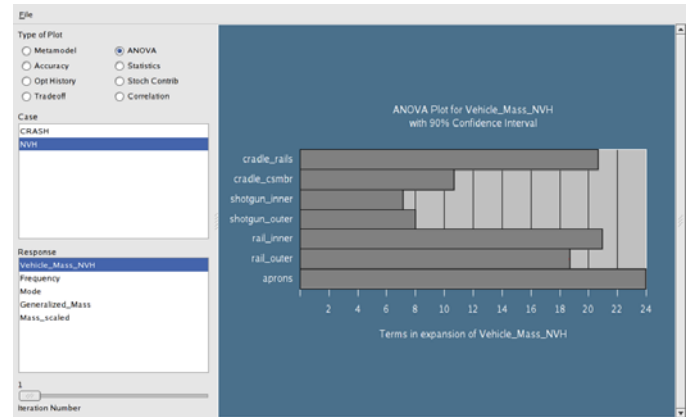 File
Type of Plot
Metamodel
ANOVA
Accuracy
Statistics
Opt History
Stoch Contrib
Tradeoff
Correlation
Case
CRASH
NVH
Response
Vehicle_Mass_NVH
Frequency
Mode
Generalized_Mass
Mass_scaled
1
Iteration Number
ANOVA Plot for Vehicle_Mass_NVH
with 90% Confidence Interval
cradle_rails
cradle_csmbr
shotgun_inner
shotgun_outer
rail_inner
rail_outer
aprons
2 4 6 8 10 12 14 16 18 20 22 24
Terms in expansion of Vehicle_Mass_NVH